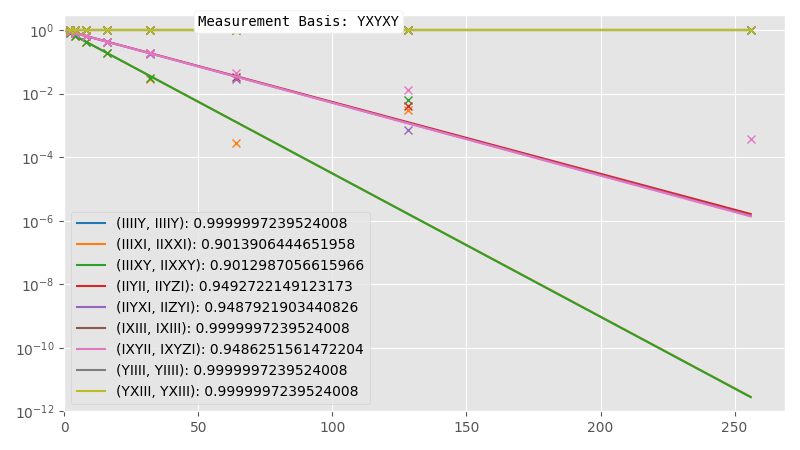 Measurement Basis: YXYXY
10^0
10^-2
10^-4
10^-6
10^-8
10^-10
10^-12
(IIIIY, IIIIY): 0.9999997239524008
(IIIXI, IIXXI): 0.9013906444651958
(IIIXY, IIXXY): 0.9012987056615966
(IIYII, IIYZI): 0.9492722149123173
(IIYXI, IIZYI): 0.9487921903440826
(IXIII, IXIII): 0.9999997239524008
(IXYII, IXYZI): 0.9486251561472204
(YIIII, YIIII): 0.9999997239524008
(YXIII, YXIII): 0.9999997239524008
0 50 100 150 200 250